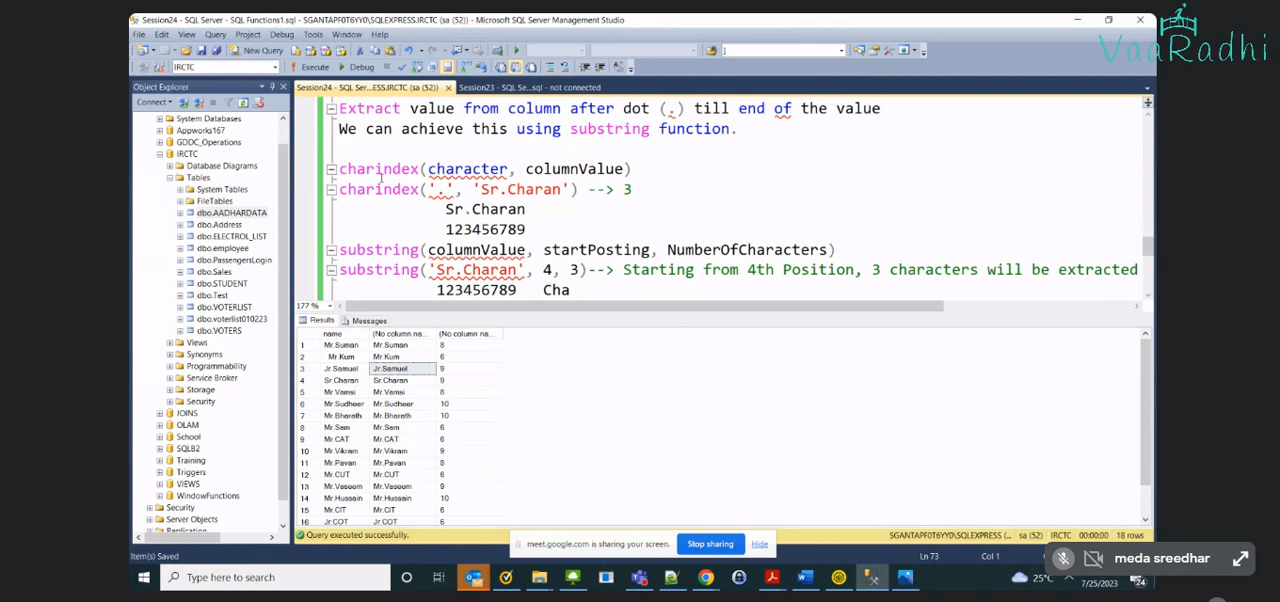 Session24 - SQL Server - SQL Functions1.sql - SGANTAPF0T6YY0\SQLEXPRESS.IRCTC (sa (52)) - Microsoft SQL Server Management Studio
VaaRadhi
File Edit View Query Project Debug Tools Window Help
New Query
IRCTC Execute Debug
Object Explorer
Session24 - SQL Ser...ESS.IRCTC (sa (52)) Session23 - SQL Se...sql - not connected
Connect
System Databases
Appworks167
GDDC_Operations
IRCTC
Database Diagrams
Tables
System Tables
FileTables
dbo.AADHARDATA
dbo.Address
dbo.ELECTROL_LIST
dbo.employee
dbo.PassengersLogin
dbo.Sales
dbo.STUDENT
dbo.Test
dbo.VOTERLIST
dbo.voterlist010223
dbo.VOTERS
Views
Synonyms
Programmability
Service Broker
Storage
Security
JOINS
OLAM
School
SQLB2
Training
Triggers
VIEWS
WindowFunctions
Security
Server Objects
Replication
Extract value from column after dot (.) till end of the value
We can achieve this using substring function.
charindex(character, columnValue)
charindex('.', 'Sr.Charan') --> 3
Sr.Charan
123456789
substring(columnValue, startPosting, NumberOfCharacters)
substring('Sr.Charan', 4, 3)--> Starting from 4th Position, 3 characters will be extracted
123456789 Cha
177 %
Results Messages
name (No column na... (No column na...
1 Mr.Suman Mr.Suman 8
2 Mr.Kum Mr.Kum 6
3 Jr.Samuel Jr.Samuel 9
4 Sr.Charan Sr.Charan 9
5 Mr.Vamsi Mr.Vamsi 8
6 Mr.Sudheer Mr.Sudheer 10
7 Mr.Bharath Mr.Bharath 10
8 Mr.Sam Mr.Sam 6
9 Mr.CAT Mr.CAT 6
10 Mr.Vikram Mr.Vikram 9
11 Mr.Pavan Mr.Pavan 8
12 Mr.CUT Mr.CUT 6
13 Mr.Vaseem Mr.Vaseem 9
14 Mr.Hussain Mr.Hussain 10
15 Mr.CIT Mr.CIT 6
16 Jr.COT Jr.COT 6
Query executed successfully. SGANTAPF0T6YY0\SQLEXPRESS (... sa (52) IRCTC 00:00:00 18 rows
meet.google.com is sharing your screen. Stop sharing Hide
Item(s) Saved Ln 73 Col 1
meda sreedhar
Type here to search
25°C
7/25/2023 24